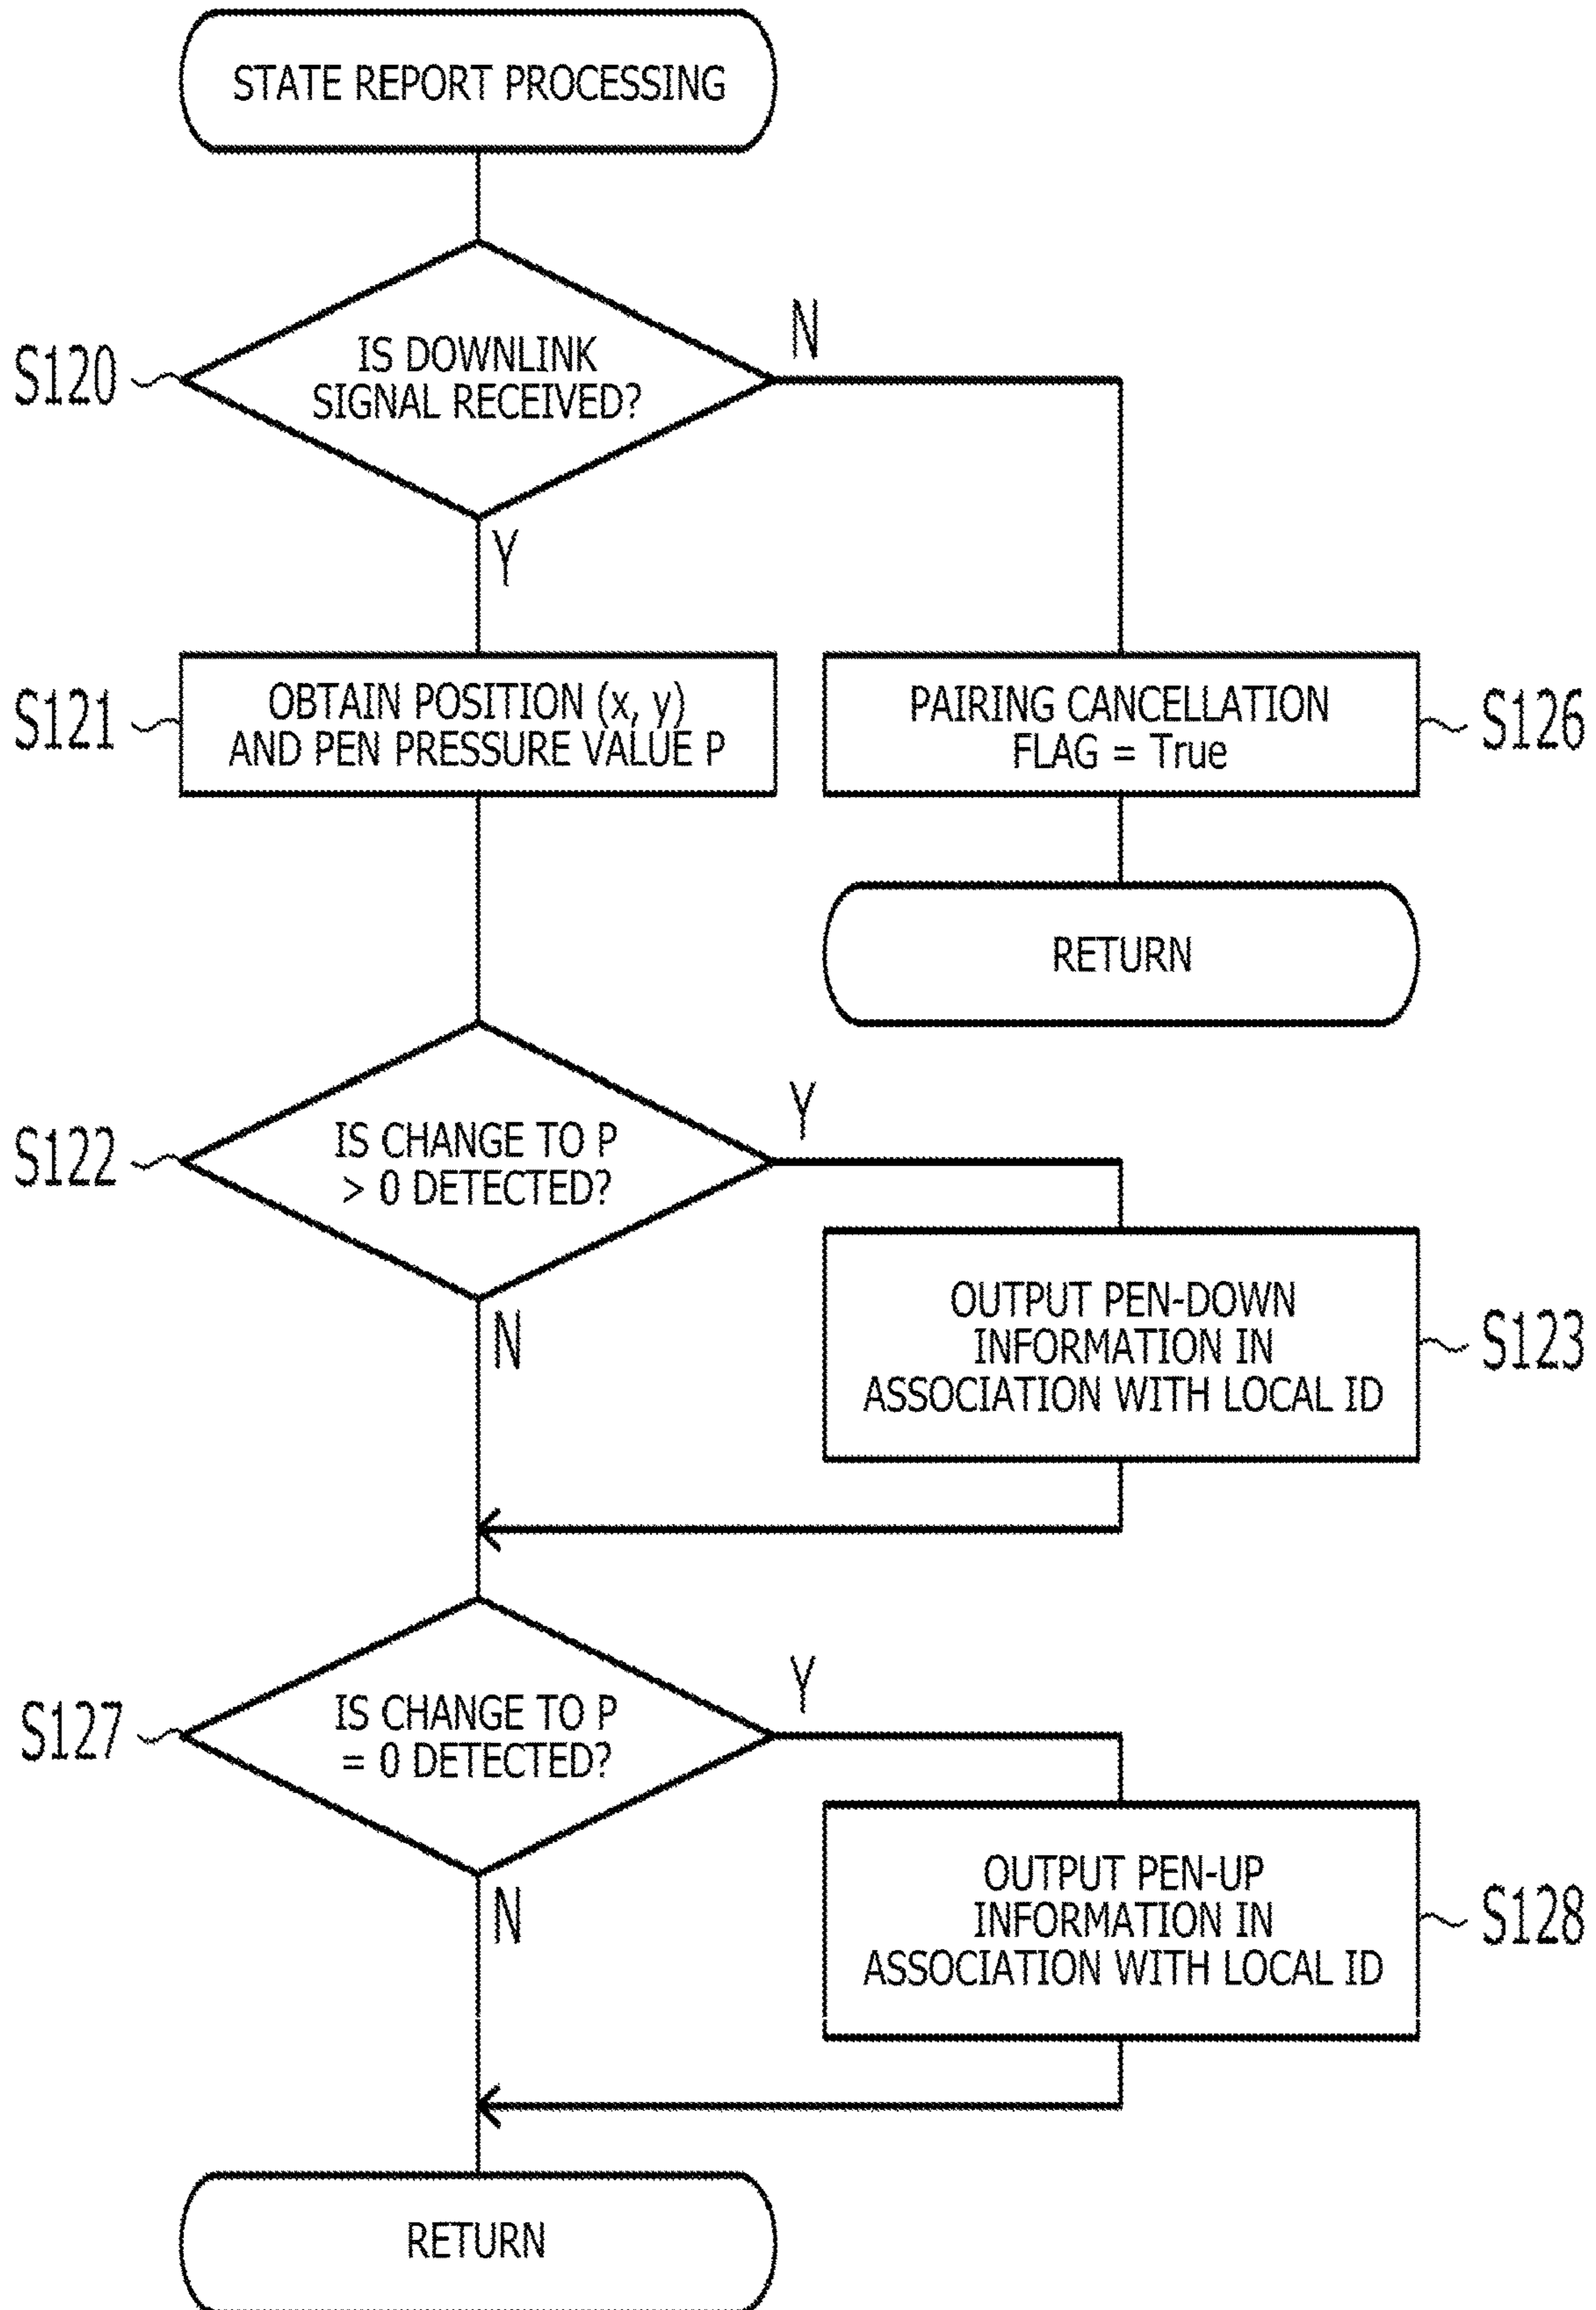 STATE REPORT PROCESSING
S120
IS DOWNLINK
SIGNAL RECEIVED?
N
Y
S121
OBTAIN POSITION (x, y)
AND PEN PRESSURE VALUE P
PAIRING CANCELLATION
FLAG = True
S126
RETURN
S122
IS CHANGE TO P
> 0 DETECTED?
Y
N
OUTPUT PEN-DOWN
INFORMATION IN
ASSOCIATION WITH LOCAL ID
S123
S127
IS CHANGE TO P
= 0 DETECTED?
Y
N
OUTPUT PEN-UP
INFORMATION IN
ASSOCIATION WITH LOCAL ID
S128
RETURN